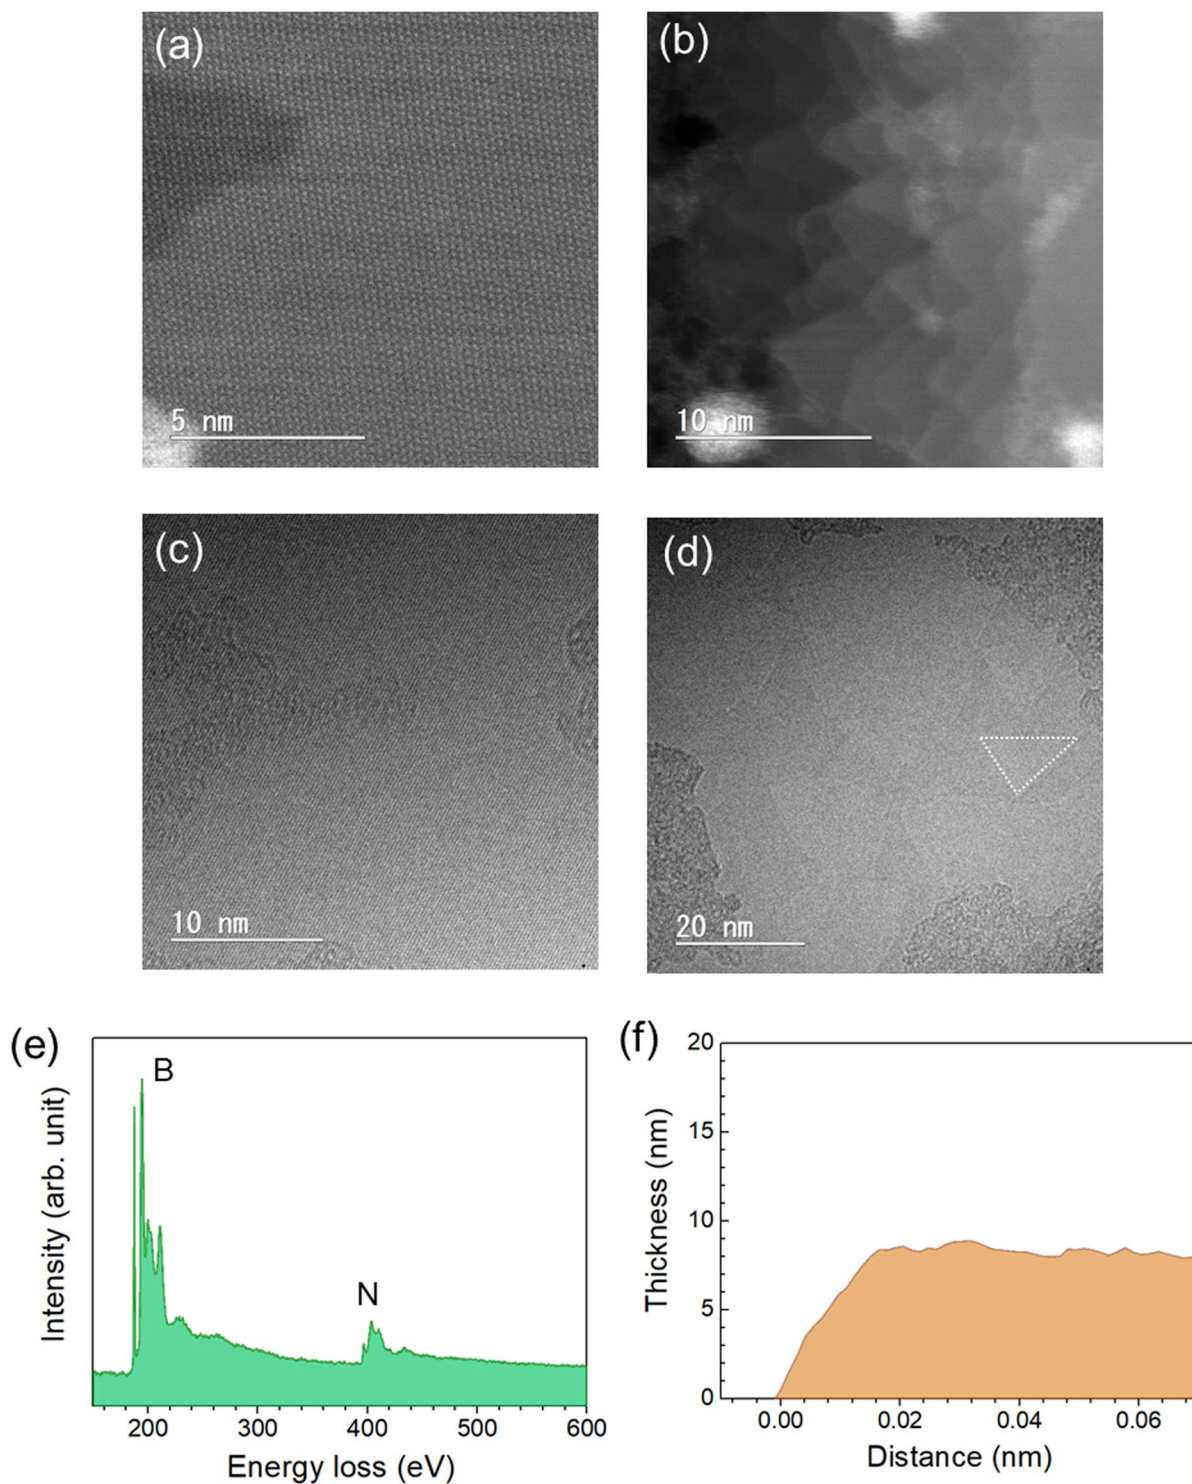 (a)
5 nm
(b)
10 nm
(c)
10 nm
(d)
20 nm
(e)
B
N
Intensity (arb. unit)
200 300 400 500 600
Energy loss (eV)
(f)
20
15
10
5
0
Thickness (nm)
0.00 0.02 0.04 0.06
Distance (nm)